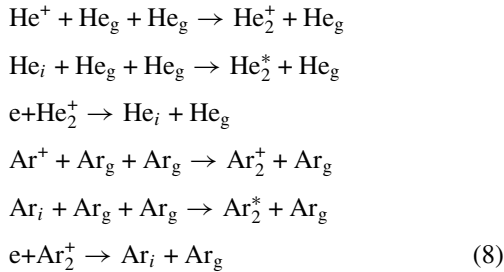 He⁺ + He_g + He_g → He₂⁺ + He_g
He_i + He_g + He_g → He₂* + He_g
e+He₂⁺ → He_i + He_g
Ar⁺ + Ar_g + Ar_g → Ar₂⁺ + Ar_g
Ar_i + Ar_g + Ar_g → Ar₂* + Ar_g
e+Ar₂⁺ → Ar_i + Ar_g (8)